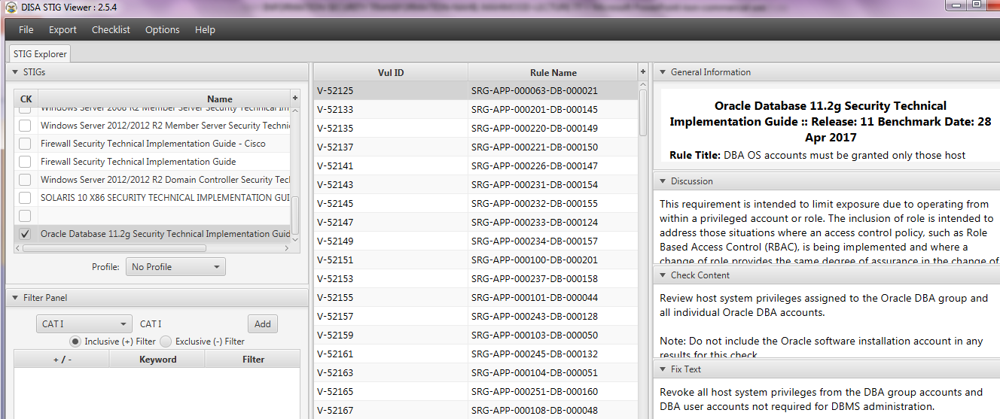 DISA STIG Viewer : 2.5.4
File Export Checklist Options Help
STIG Explorer
STIGs
CK Name +
Windows Server 2008 R2 Member Server Security Technical Im
Windows Server 2012/2012 R2 Member Server Security Techni
Firewall Security Technical Implementation Guide - Cisco
Firewall Security Technical Implementation Guide
Windows Server 2012/2012 R2 Domain Controller Security Tec
SOLARIS 10 X86 SECURITY TECHNICAL IMPLEMENTATION GUI
Oracle Database 11.2g Security Technical Implementation Guid
Profile: No Profile
Filter Panel
CAT I CAT I Add
Inclusive (+) Filter Exclusive (-) Filter
+ / - Keyword Filter
Vul ID Rule Name +
V-52125 SRG-APP-000063-DB-000021
V-52133 SRG-APP-000201-DB-000145
V-52135 SRG-APP-000220-DB-000149
V-52137 SRG-APP-000221-DB-000150
V-52141 SRG-APP-000226-DB-000147
V-52143 SRG-APP-000231-DB-000154
V-52145 SRG-APP-000232-DB-000155
V-52147 SRG-APP-000233-DB-000124
V-52149 SRG-APP-000234-DB-000157
V-52151 SRG-APP-000100-DB-000201
V-52153 SRG-APP-000237-DB-000158
V-52155 SRG-APP-000101-DB-000044
V-52157 SRG-APP-000243-DB-000128
V-52159 SRG-APP-000103-DB-000050
V-52161 SRG-APP-000245-DB-000132
V-52163 SRG-APP-000104-DB-000051
V-52165 SRG-APP-000251-DB-000160
V-52167 SRG-APP-000108-DB-000048
General Information
Oracle Database 11.2g Security Technical
Implementation Guide :: Release: 11 Benchmark Date: 28
Apr 2017
Rule Title: DBA OS accounts must be granted only those host
Discussion
This requirement is intended to limit exposure due to operating from
within a privileged account or role. The inclusion of role is intended to
address those situations where an access control policy, such as Role
Based Access Control (RBAC), is being implemented and where a
change of role provides the same degree of assurance in the change of
Check Content
Review host system privileges assigned to the Oracle DBA group and
all individual Oracle DBA accounts.
Note: Do not include the Oracle software installation account in any
results for this check
Fix Text
Revoke all host system privileges from the DBA group accounts and
DBA user accounts not required for DBMS administration.